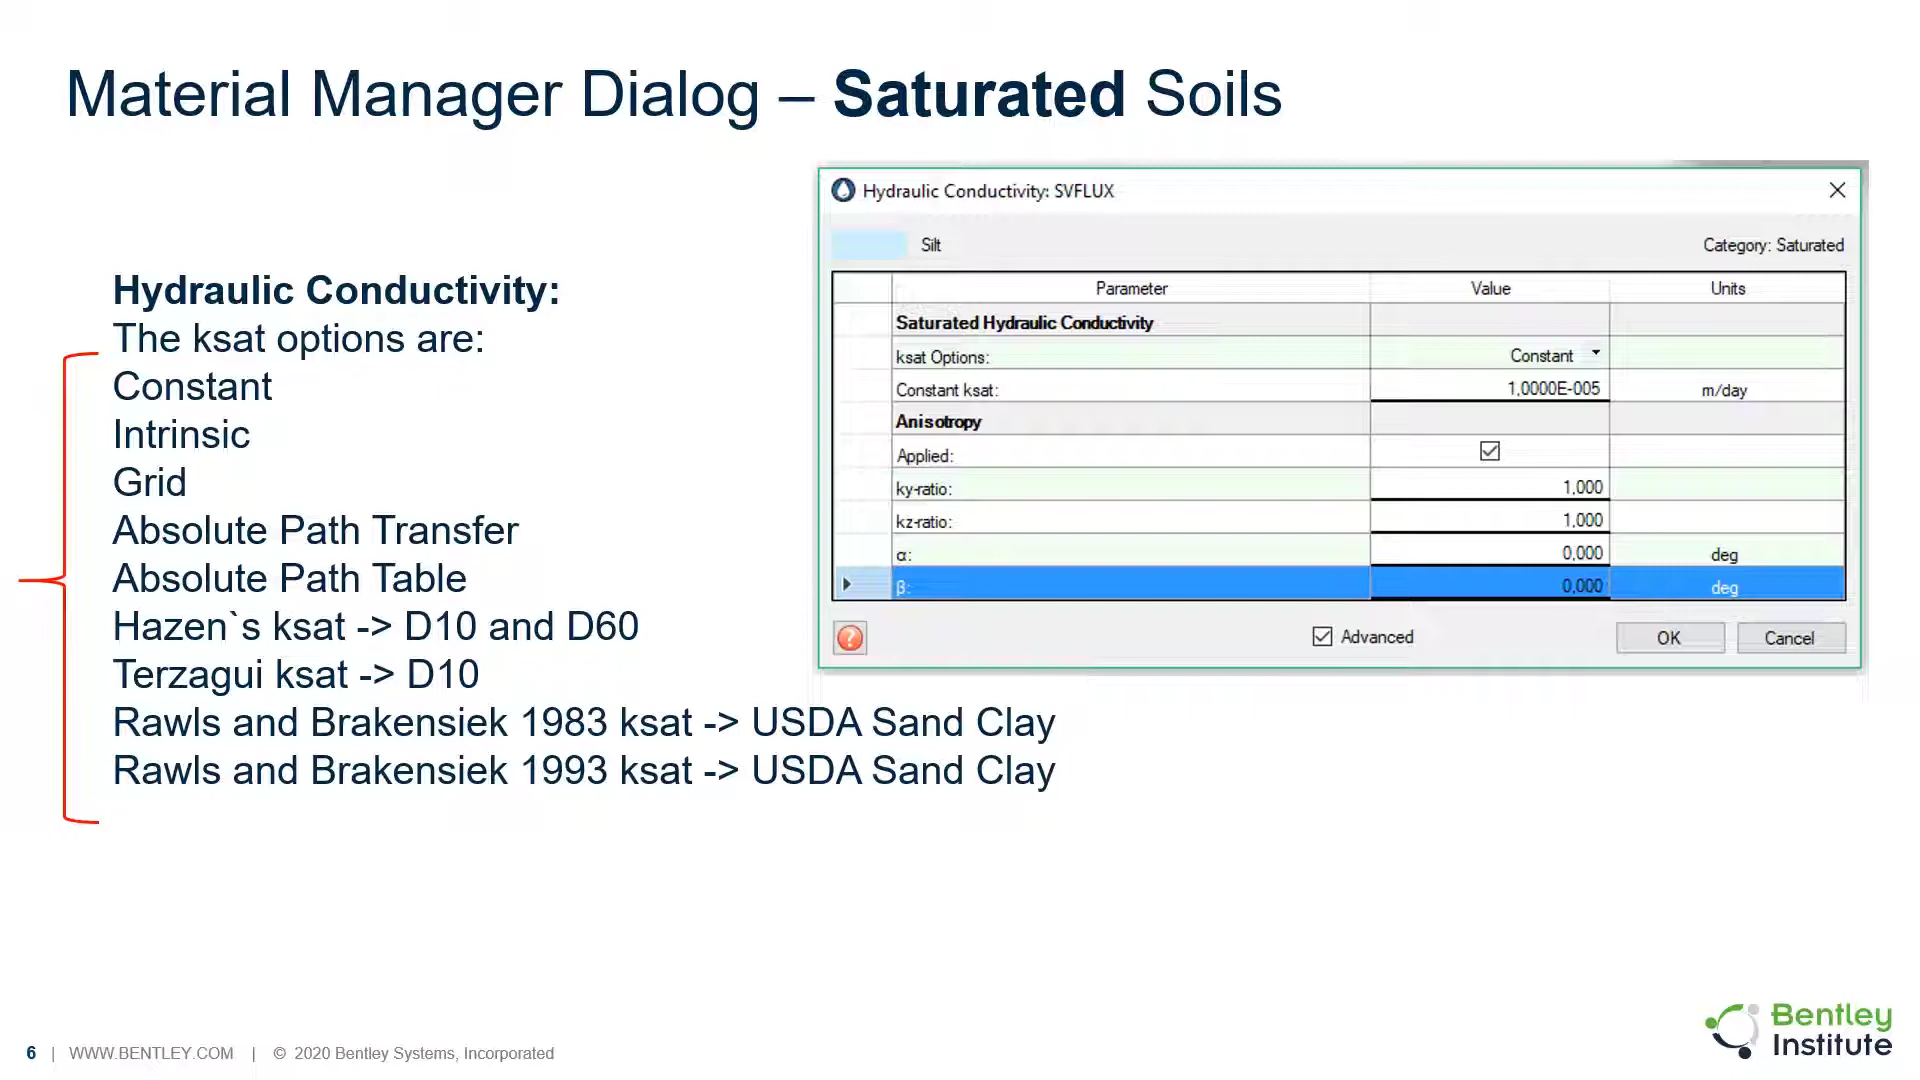 Material Manager Dialog – Saturated Soils
Hydraulic Conductivity:
The ksat options are:
Constant
Intrinsic
Grid
Absolute Path Transfer
Absolute Path Table
Hazen`s ksat -> D10 and D60
Terzagui ksat -> D10
Rawls and Brakensiek 1983 ksat -> USDA Sand Clay
Rawls and Brakensiek 1993 ksat -> USDA Sand Clay
Hydraulic Conductivity: SVFLUX
Silt Category: Saturated
Parameter Value Units
Saturated Hydraulic Conductivity
ksat Options: Constant
Constant ksat: 1,0000E-005 m/day
Anisotropy
Applied:
ky-ratio: 1,000
kz-ratio: 1,000
α: 0,000 deg
β: 0,000 deg
? Advanced OK Cancel
6 | WWW.BENTLEY.COM | © 2020 Bentley Systems, Incorporated
Bentley
Institute